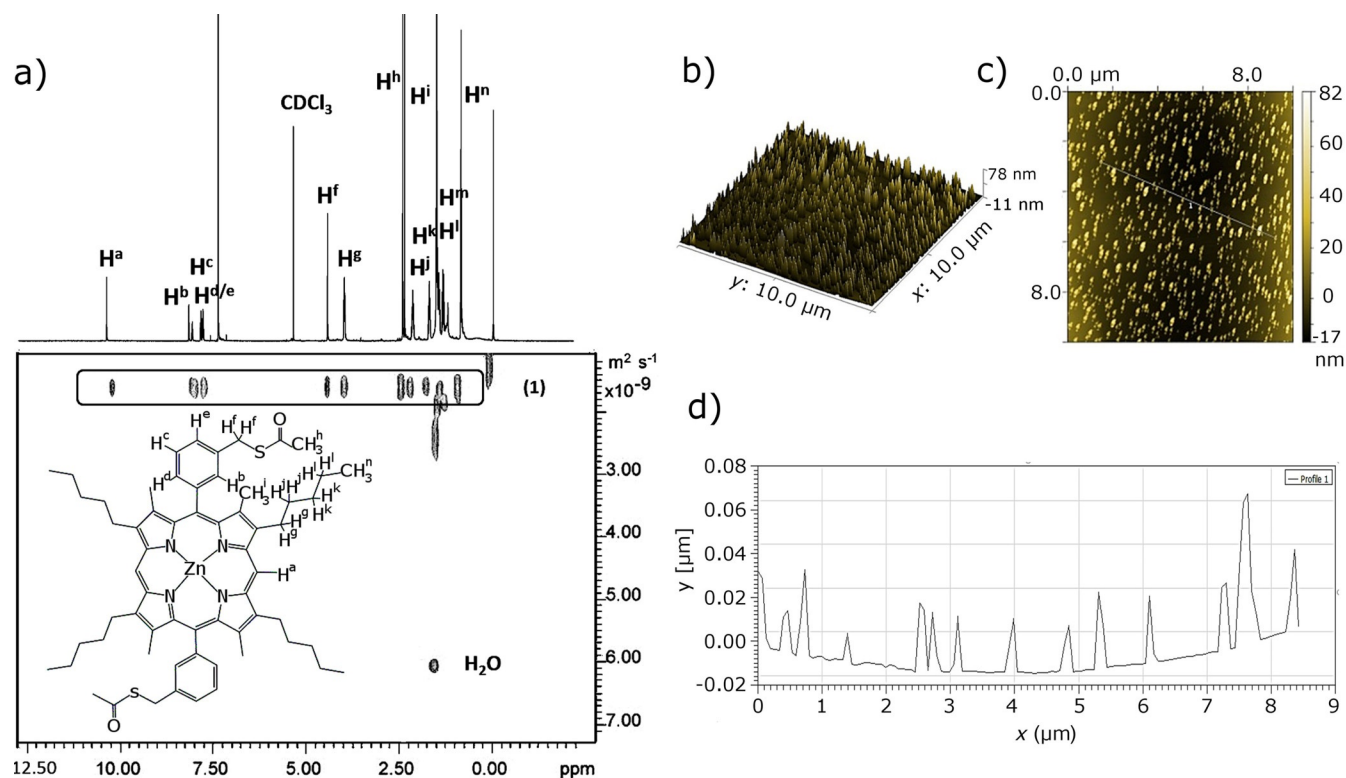 a)
Hᵃ
Hᵇ
Hᶜ
Hᵈ/ᵉ
CDCl₃
Hᶠ
Hᵍ
Hʰ
Hⁱ
Hᵏ
Hʲ
Hᵐ
Hˡ
Hⁿ
(1)
m² s⁻¹
x10⁻⁹
3.00
4.00
5.00
6.00
7.00
H₂O
Hᵉ
Hᶠ Hᶠ
O
Hᶜ
S
CH₃ʰ
Hᵈ
Hᵇ
Hˡ
Hˡ
CH₃ⁿ
CH₃ⁱ
Hʲ
Hʲ
Hᵏ
Hᵏ
Hᵍ
Hᵍ
N N
Zn
Hᵃ
N N
S
O
12.50 10.00 7.50 5.00 2.50 0.00 ppm
b)
78 nm
-11 nm
y: 10.0 µm
x: 10.0 µm
c)
0.0 µm 8.0
0.0
8.0
82
60
40
20
0
-17
nm
d)
Profile 1
y [µm]
0.08
0.06
0.04
0.02
0.00
-0.02
0 1 2 3 4 5 6 7 8 9
x (µm)